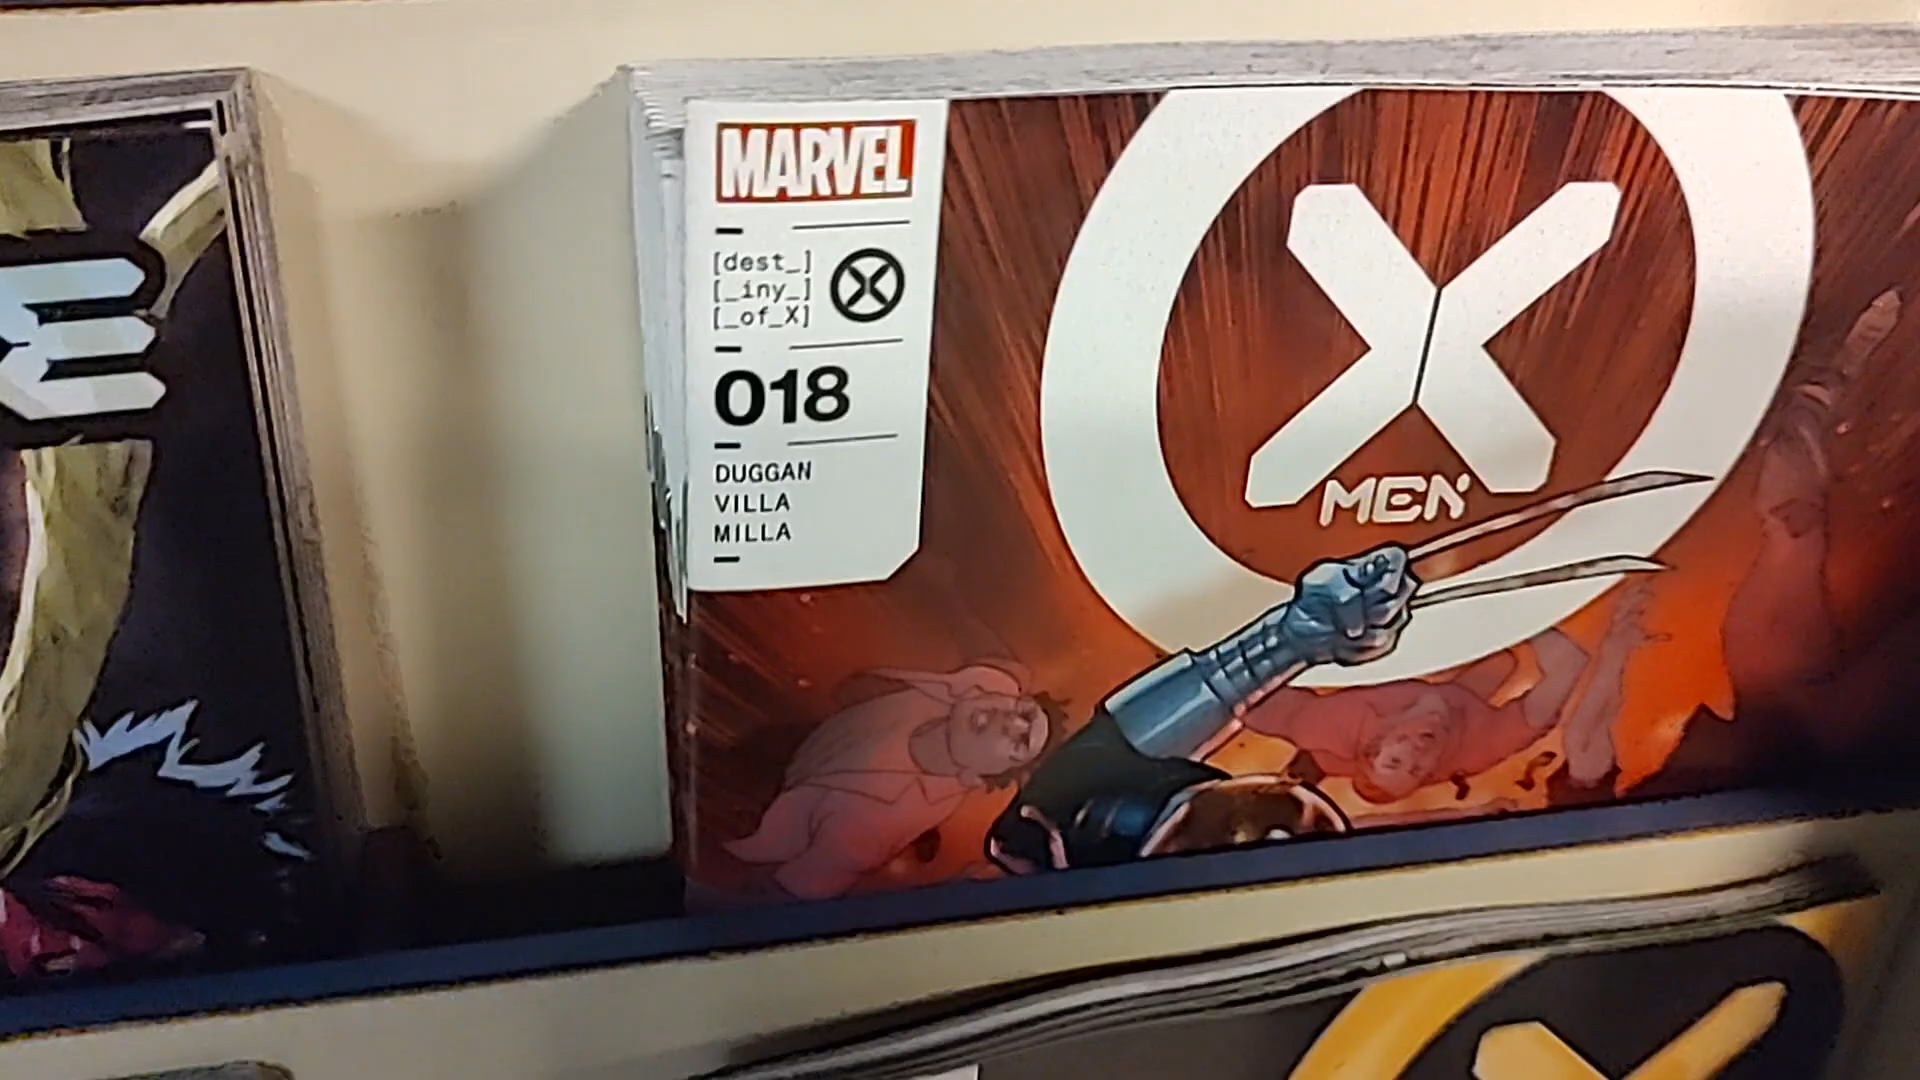 MARVEL
[dest_]
[_iny_]
[_of_X]
018
DUGGAN
VILLA
MILLA
X
MEN